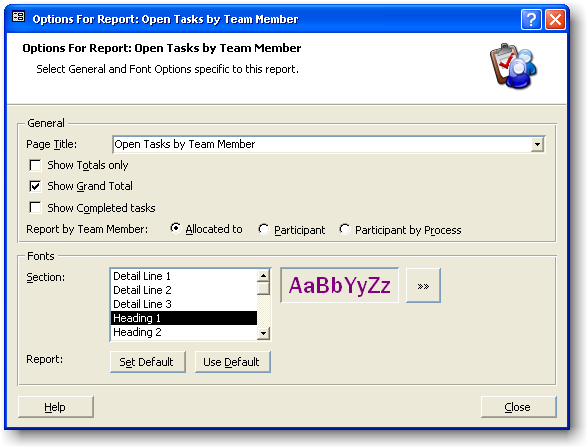 Options For Report: Open Tasks by Team Member
Options For Report: Open Tasks by Team Member
Select General and Font Options specific to this report.
General
Page Title: Open Tasks by Team Member
Show Totals only
Show Grand Total
Show Completed tasks
Report by Team Member: Allocated to Participant Participant by Process
Fonts
Section: Detail Line 1
Detail Line 2
Detail Line 3
Heading 1
Heading 2
AaBbYyZz »
Report: Set Default Use Default
Help Close